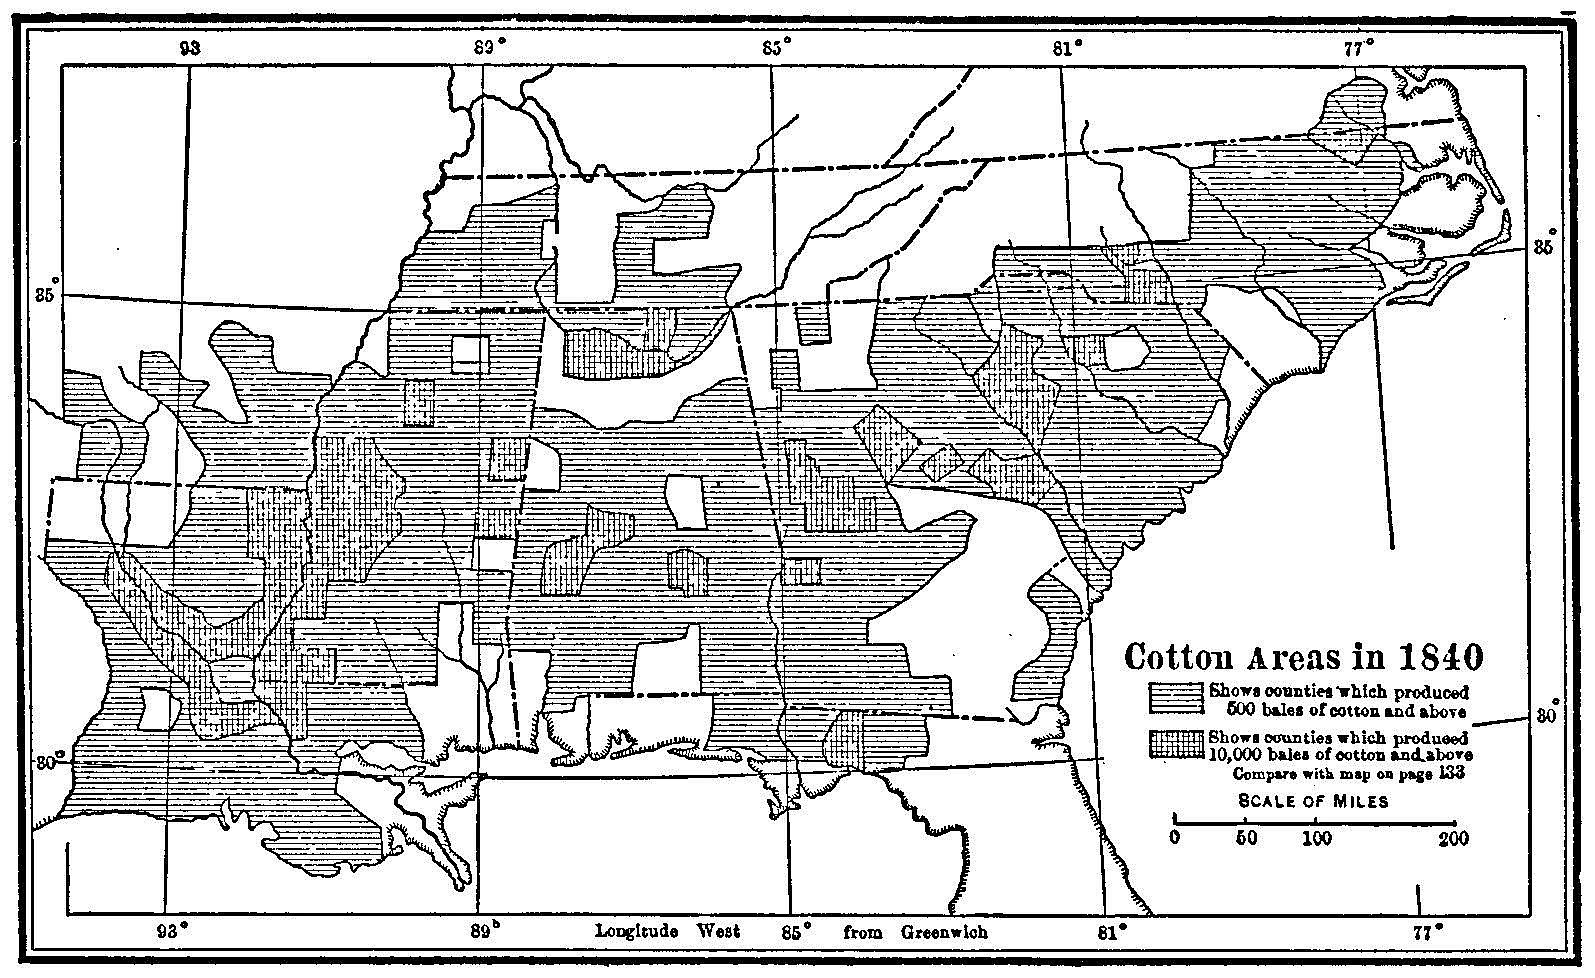 93 89° 85° 81° 77°
35°
35°
Cotton Areas in 1840
Shows counties which produced
500 bales of cotton and above
30°
Shows counties which produced
10,000 bales of cotton and above
Compare with map on page 133
30°
SCALE OF MILES
0 50 100 200
93° 89° Longitude West 85° from Greenwich 81° 77°